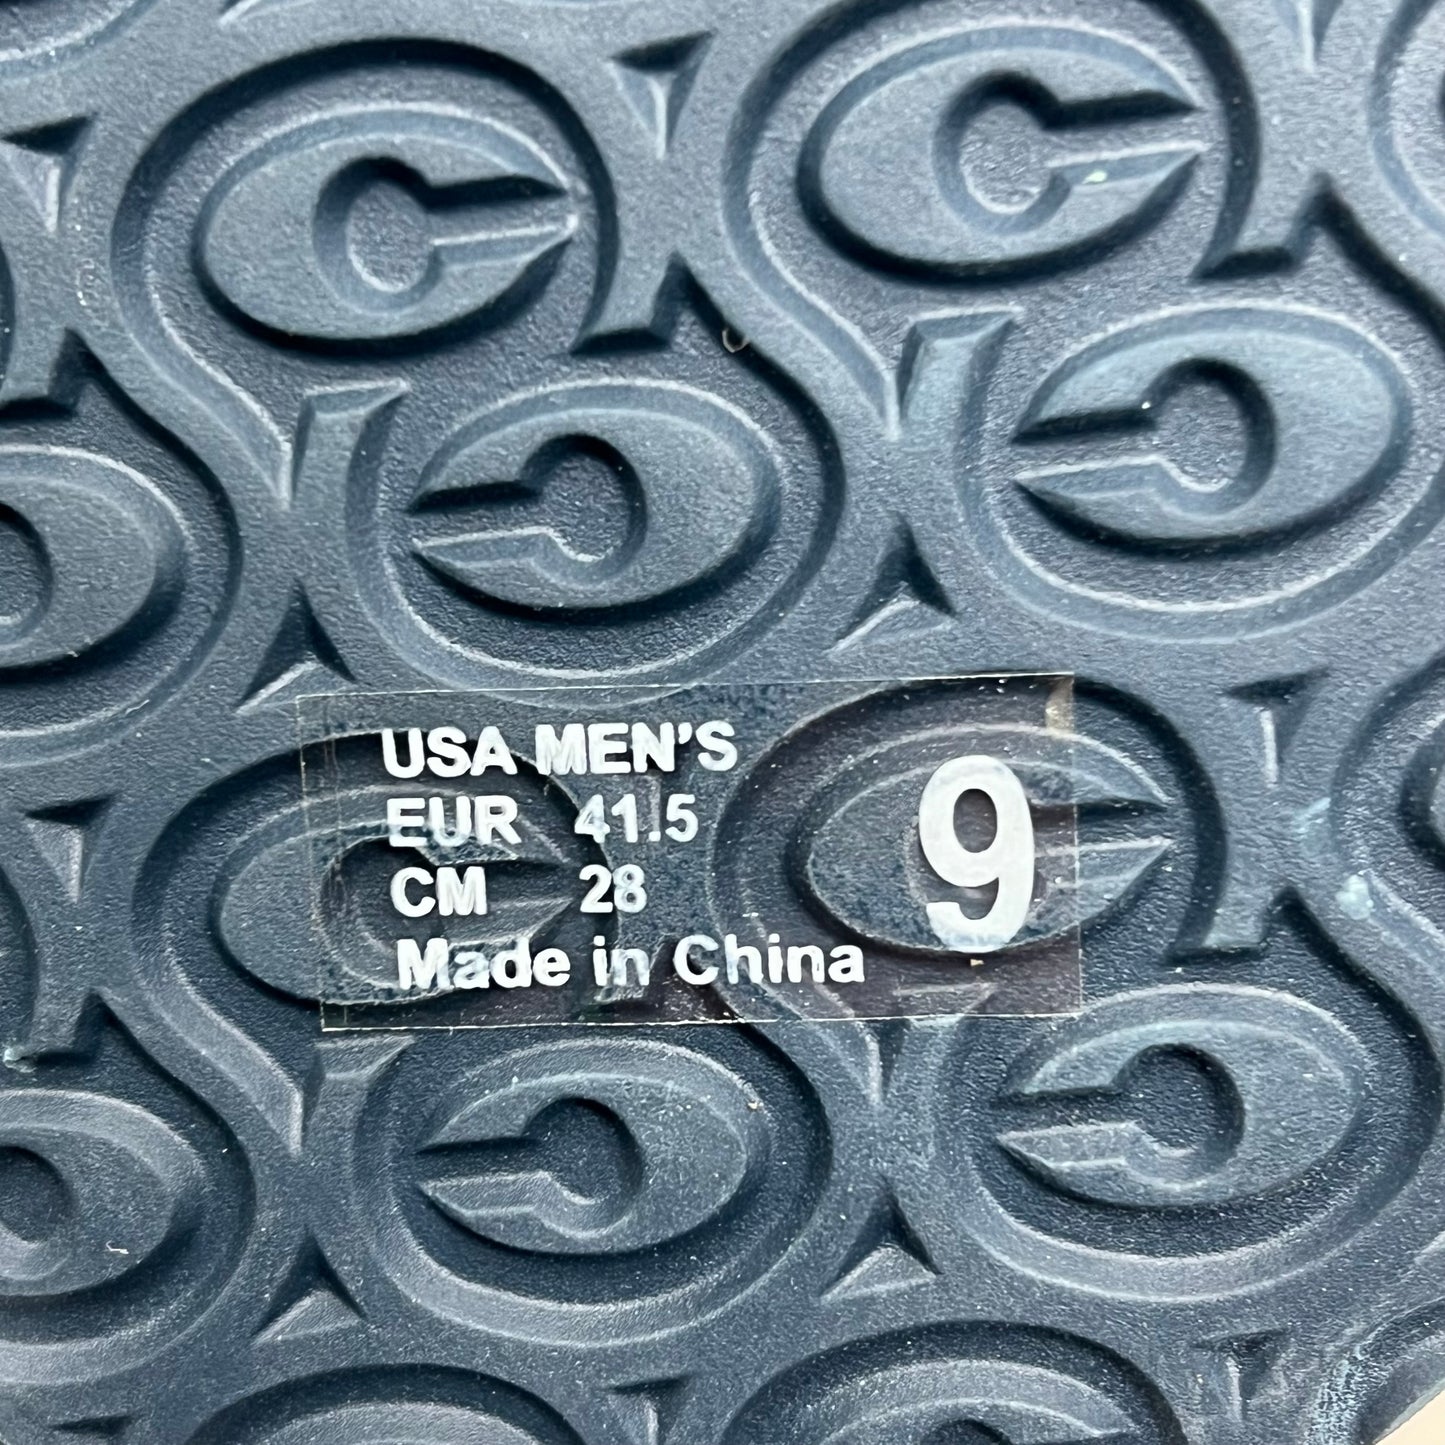 USA MEN'S
EUR 41.5
CM 28
Made in China
9